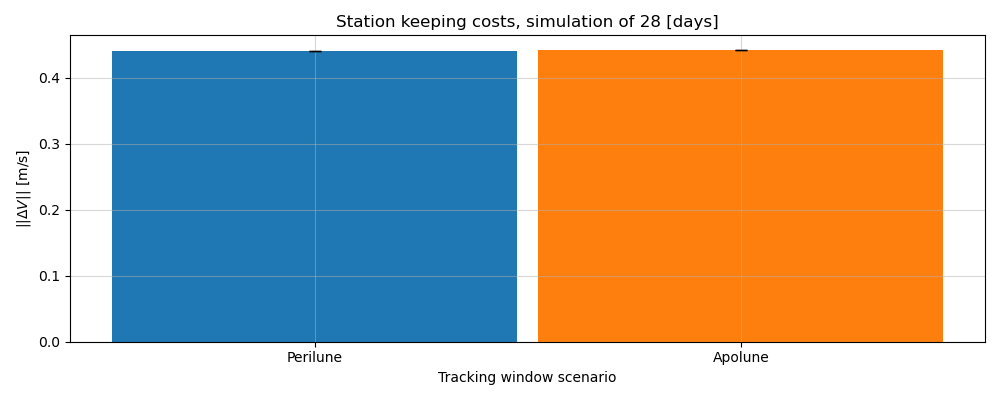 Station keeping costs, simulation of 28 [days]
||ΔV|| [m/s]
0.4
0.3
0.2
0.1
0.0
Perilune
Apolune
Tracking window scenario